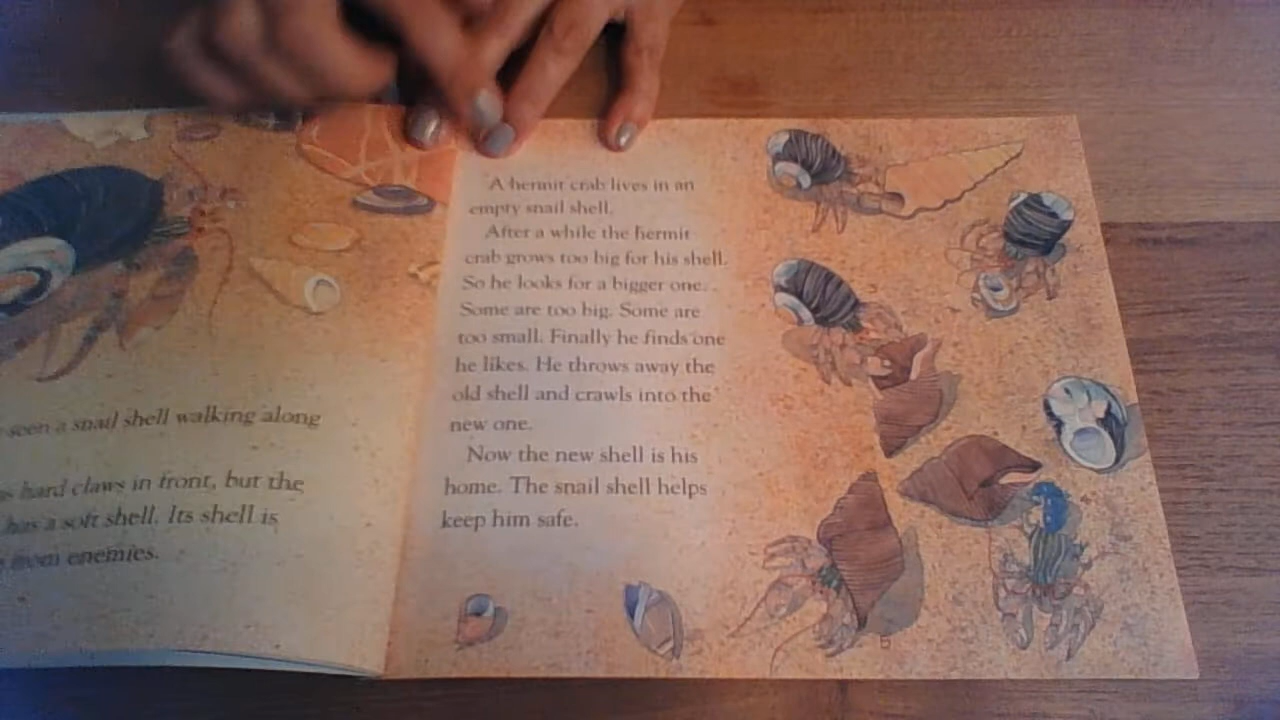 seen a snail shell walking along
hard claws in front, but the
has a soft shell. Its shell is
from enemies.
A hermit crab lives in an
empty snail shell.
After a while the hermit
crab grows too big for his shell.
So he looks for a bigger one.
Some are too big. Some are
too small. Finally he finds one
he likes. He throws away the
old shell and crawls into the
new one.
Now the new shell is his
home. The snail shell helps
keep him safe.